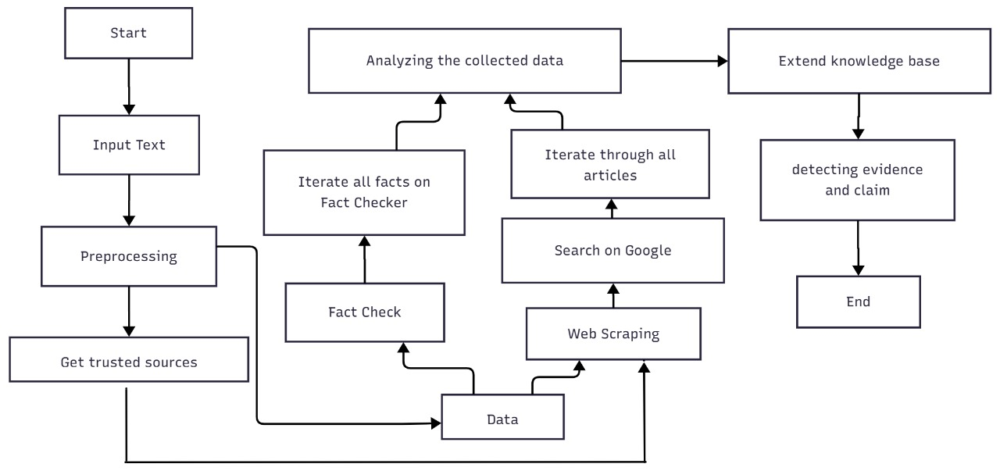 Start
Input Text
Preprocessing
Get trusted sources
Analyzing the collected data
Iterate all facts on
Fact Checker
Fact Check
Iterate through all
articles
Search on Google
Web Scraping
Data
Extend knowledge base
detecting evidence
and claim
End